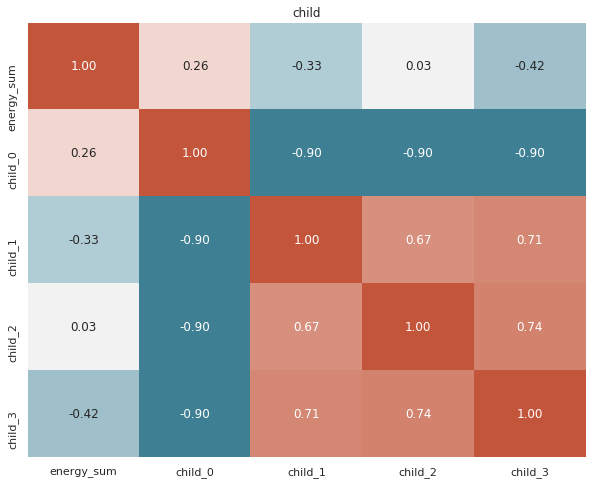 child
energy_sum 1.00 0.26 -0.33 0.03 -0.42
child_0 0.26 1.00 -0.90 -0.90 -0.90
child_1 -0.33 -0.90 1.00 0.67 0.71
child_2 0.03 -0.90 0.67 1.00 0.74
child_3 -0.42 -0.90 0.71 0.74 1.00
energy_sum child_0 child_1 child_2 child_3